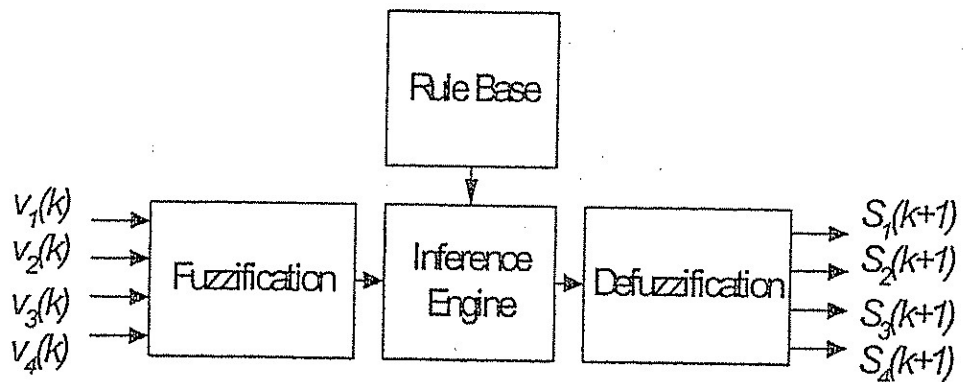 Rule Base
v₁(k)
v₂(k)
v₃(k)
v₄(k)
Fuzzification
Inference
Engine
Defuzzification
S₁(k+1)
S₂(k+1)
S₃(k+1)
S₄(k+1)